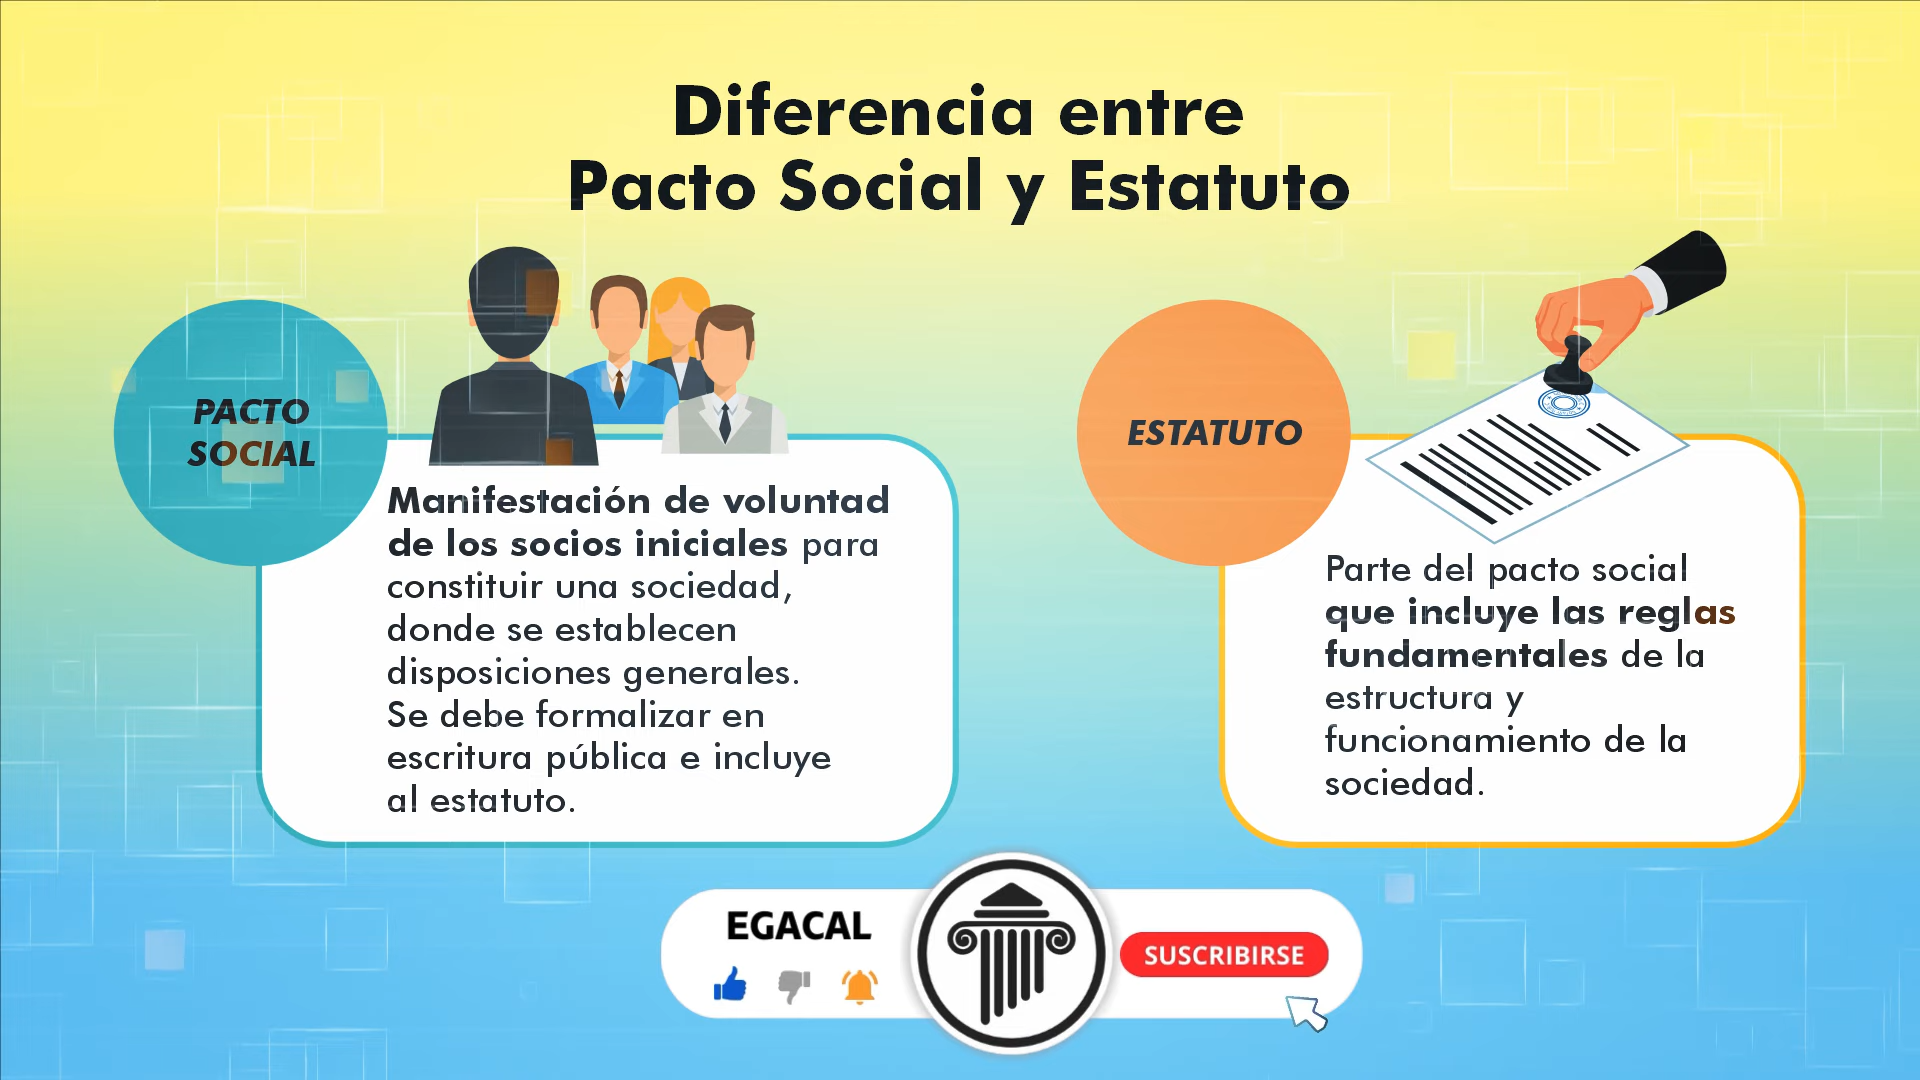 Diferencia entre
Pacto Social y Estatuto
PACTO
SOCIAL
Manifestación de voluntad
de los socios iniciales para
constituir una sociedad,
donde se establecen
disposiciones generales.
Se debe formalizar en
escritura pública e incluye
al estatuto.
ESTATUTO
Parte del pacto social
que incluye las reglas
fundamentales de la
estructura y
funcionamiento de la
sociedad.
EGACAL
SUSCRIBIRSE